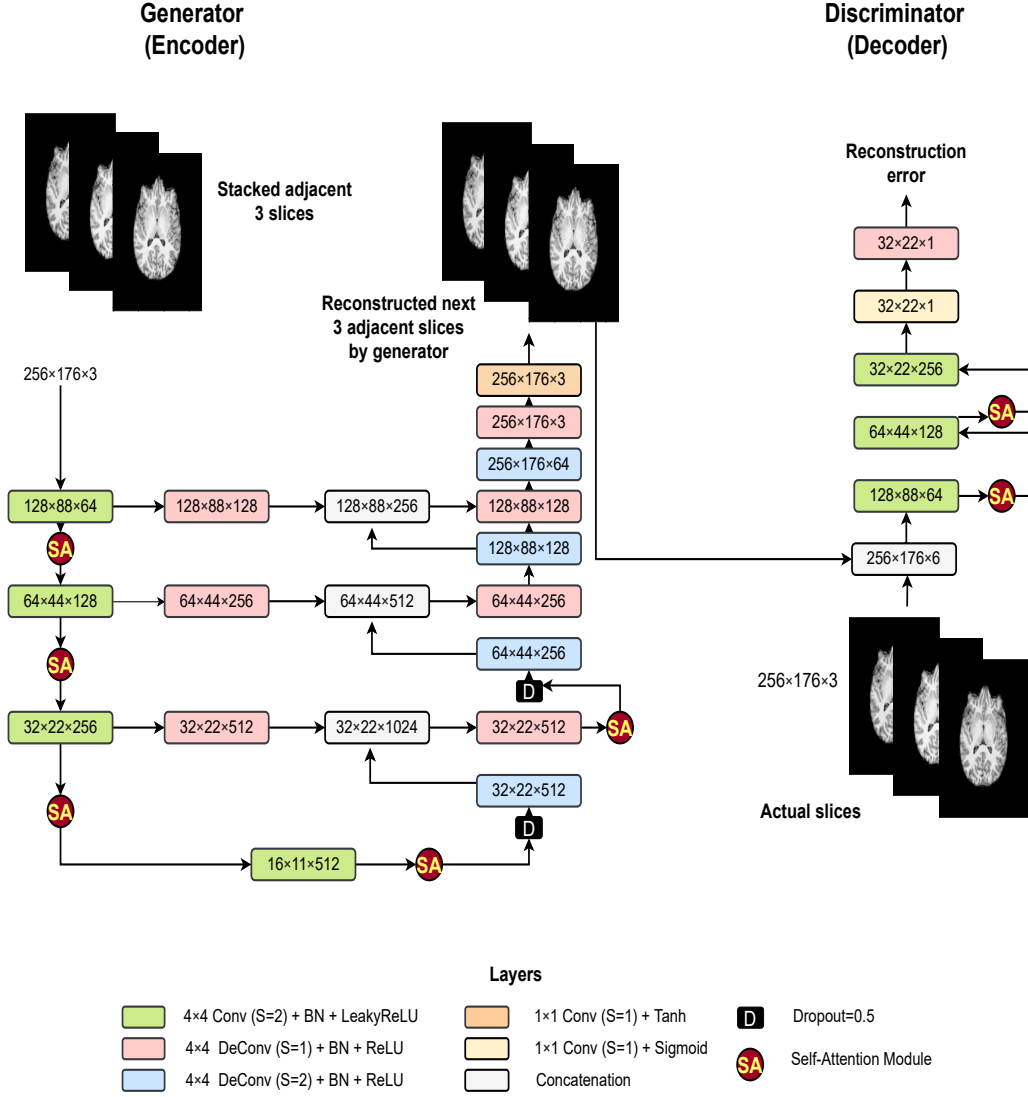 Generator
(Encoder)
Discriminator
(Decoder)
Stacked adjacent
3 slices
Reconstructed next
3 adjacent slices
by generator
Reconstruction
error
32×22×1
32×22×1
32×22×256
64×44×128
SA
128×88×64
SA
256×176×6
256×176×3
Actual slices
256×176×3
256×176×3
256×176×3
256×176×64
128×88×64
128×88×128
128×88×256
128×88×128
SA
128×88×128
64×44×128
64×44×256
64×44×512
64×44×256
SA
64×44×256
D
32×22×256
32×22×512
32×22×1024
32×22×512
SA
SA
32×22×512
D
16×11×512
SA
Layers
4×4 Conv (S=2) + BN + LeakyReLU
4×4 DeConv (S=1) + BN + ReLU
4×4 DeConv (S=2) + BN + ReLU
1×1 Conv (S=1) + Tanh
1×1 Conv (S=1) + Sigmoid
Concatenation
D Dropout=0.5
SA Self-Attention Module